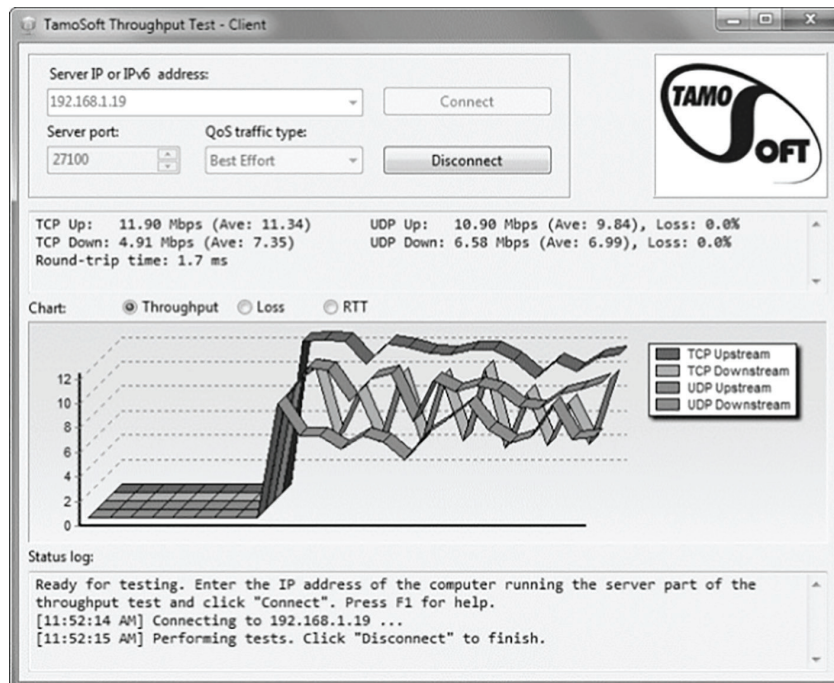 TamoSoft Throughput Test - Client
Server IP or IPv6 address:
192.168.1.19
Connect
Server port:
QoS traffic type:
27100
Best Effort
Disconnect
TAMO
SOFT
TCP Up: 11.90 Mbps (Ave: 11.34) UDP Up: 10.90 Mbps (Ave: 9.84), Loss: 0.0%
TCP Down: 4.91 Mbps (Ave: 7.35) UDP Down: 6.58 Mbps (Ave: 6.99), Loss: 0.0%
Round-trip time: 1.7 ms
Chart: Throughput Loss RTT
12
10
8
6
4
2
0
TCP Upstream
TCP Downstream
UDP Upstream
UDP Downstream
Status log:
Ready for testing. Enter the IP address of the computer running the server part of the
throughput test and click "Connect". Press F1 for help.
[11:52:14 AM] Connecting to 192.168.1.19 ...
[11:52:15 AM] Performing tests. Click "Disconnect" to finish.